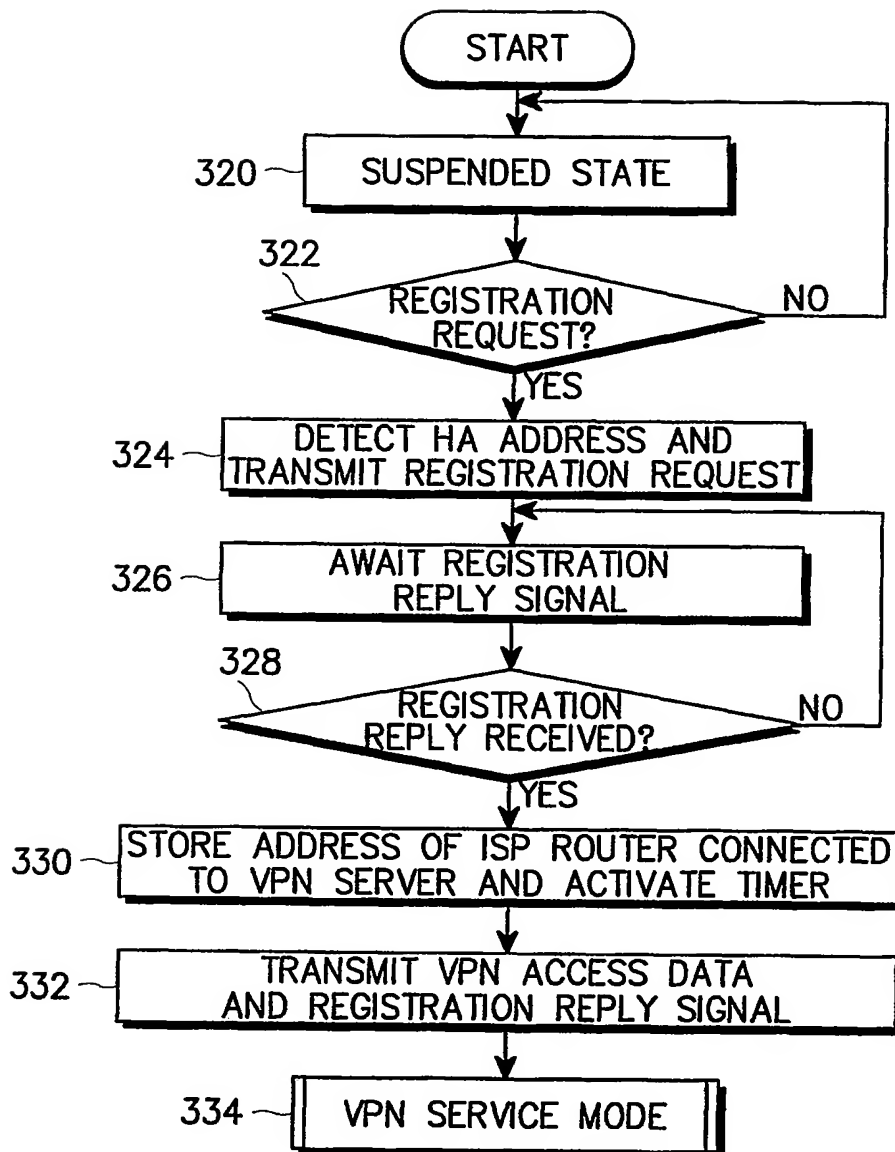 START
320
SUSPENDED STATE
322
REGISTRATION
REQUEST?
NO
YES
324
DETECT HA ADDRESS AND
TRANSMIT REGISTRATION REQUEST
326
AWAIT REGISTRATION
REPLY SIGNAL
328
REGISTRATION
REPLY RECEIVED?
NO
YES
330
STORE ADDRESS OF ISP ROUTER CONNECTED
TO VPN SERVER AND ACTIVATE TIMER
332
TRANSMIT VPN ACCESS DATA
AND REGISTRATION REPLY SIGNAL
334
VPN SERVICE MODE